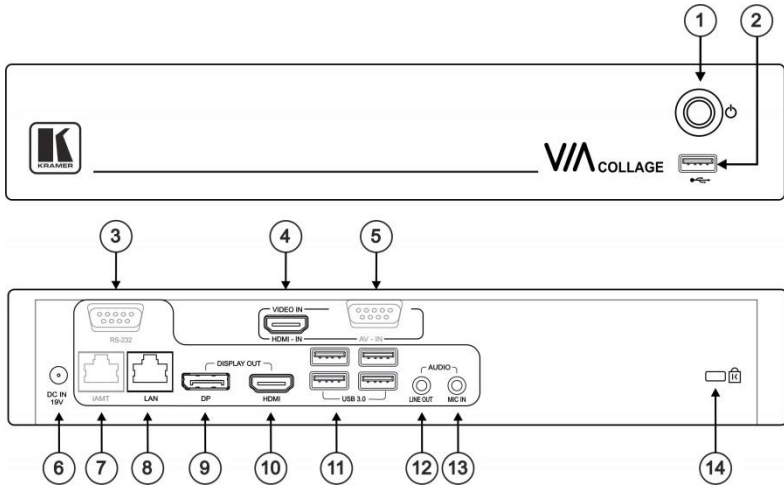 1 2
K
KRAMER
VIA COLLAGE
3 4 5
VIDEO IN
HDMI - IN AV - IN
RS-232
DISPLAY OUT
AUDIO
DC IN
19V
IAMT LAN DP HDMI USB 3.0 LINE OUT MIC IN
K
6 7 8 9 10 11 12 13 14